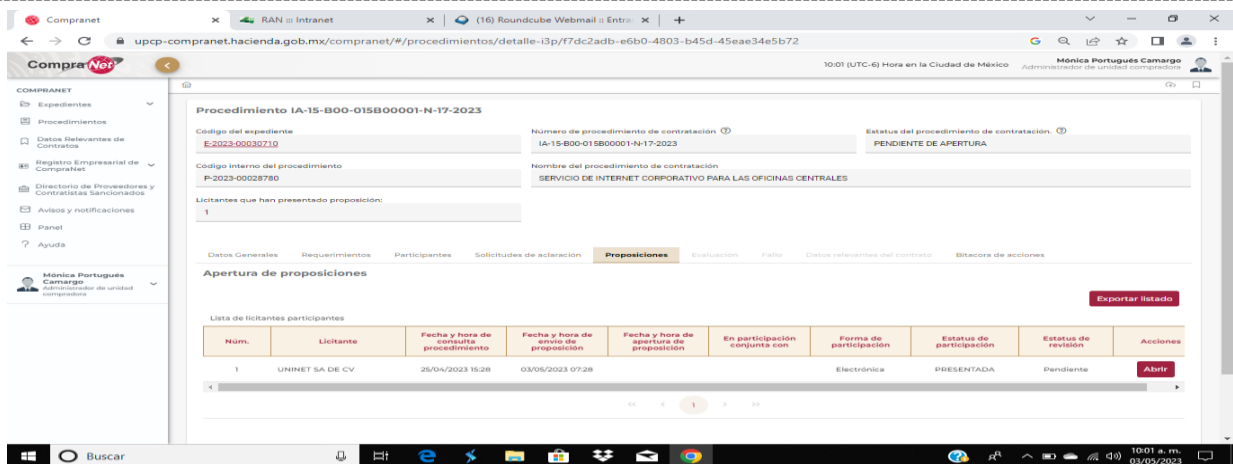 Compranet
RAN ::: Intranet
(16) Roundcube Webmail :: Entra
upcp-compranet.hacienda.gob.mx/compranet/#/procedimientos/detalle-i3p/f7dc2adb-e6b0-4803-b45d-45eae34e5b72
CompraNet
10:01 (UTC-6) Hora en la Ciudad de México
Mónica Portugués Camargo
Administrador de unidad compradora
COMPRANET
Expedientes
Procedimientos
Datos Relevantes de
Contratos
Registro Empresarial de
CompraNet
Directorio de Proveedores y
Contratistas Sancionados
Avisos y notificaciones
Panel
Ayuda
Mónica Portugués
Camargo
Administrador de unidad
compradora
Procedimiento IA-15-B00-015B00001-N-17-2023
Código del expediente
Número de procedimiento de contratación
Estatus del procedimiento de contratación.
E-2023-00030710
IA-15-B00-015B00001-N-17-2023
PENDIENTE DE APERTURA
Código interno del procedimiento
Nombre del procedimiento de contratación
P-2023-00028780
SERVICIO DE INTERNET CORPORATIVO PARA LAS OFICINAS CENTRALES
Licitantes que han presentado proposición:
1
Datos Generales Requerimientos Participantes Solicitudes de aclaración Proposiciones Evaluación Fallo Datos relevantes del contrato Bitácora de acciones
Apertura de proposiciones
Exportar listado
Lista de licitantes participantes
Núm. Licitante Fecha y hora de consulta procedimiento Fecha y hora de envío de proposición Fecha y hora de apertura de proposición En participación conjunta con Forma de participación Estatus de participación Estatus de revisión Acciones
1 UNINET SA DE CV 25/04/2023 15:28 03/05/2023 07:28 Electrónica PRESENTADA Pendiente Abrir
<< < 1 > >>
Buscar
10:01 a. m.
03/05/2023